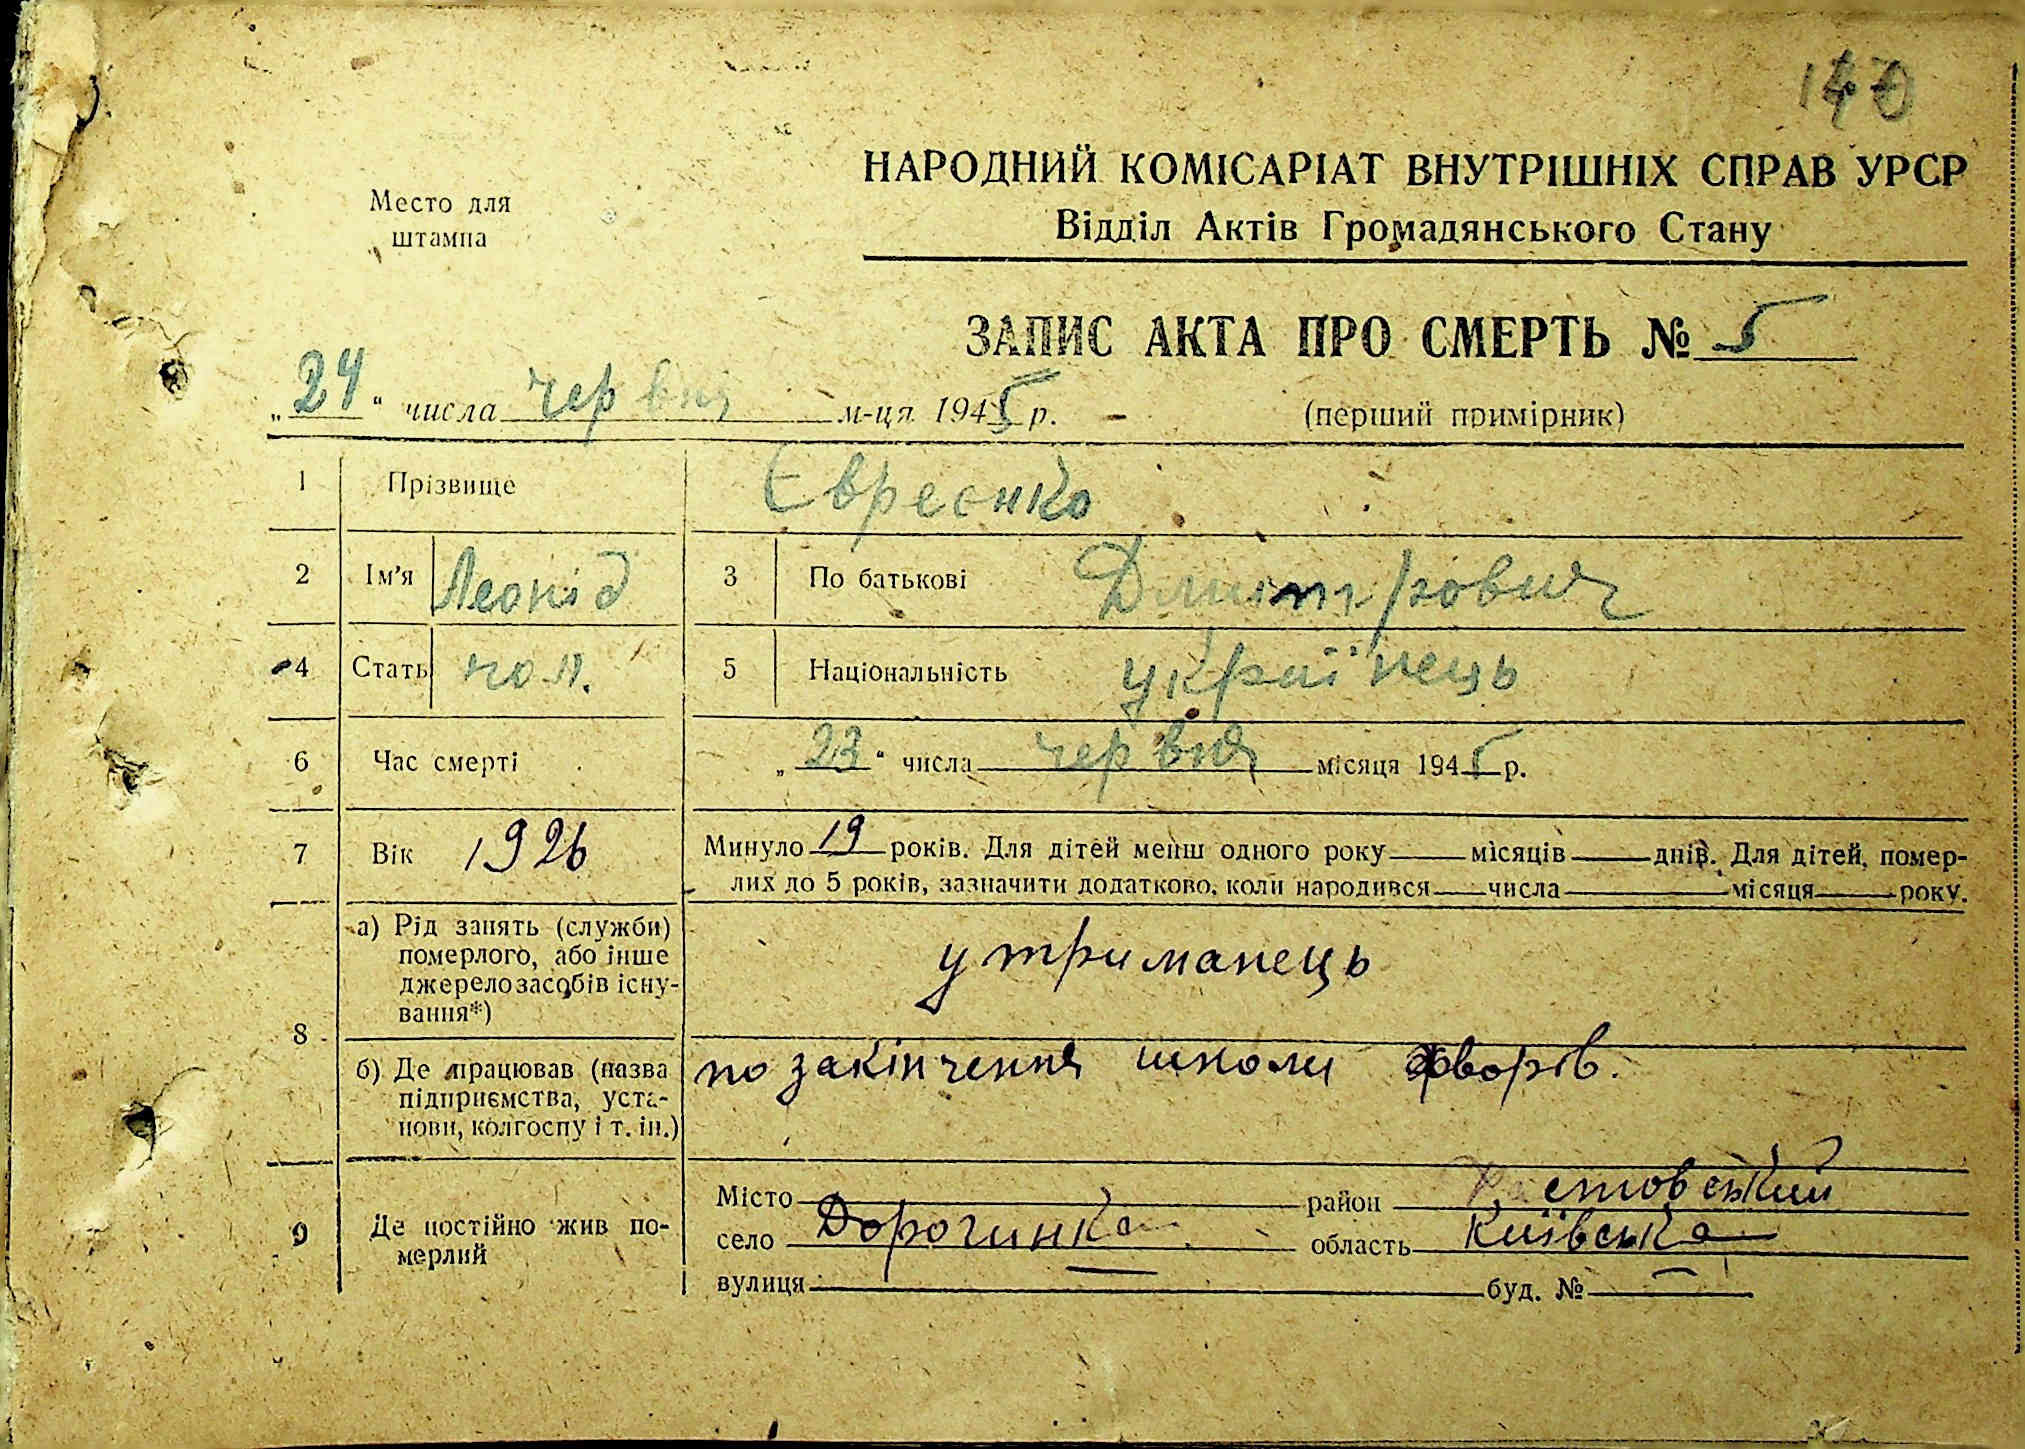 140
Место для
штампа
НАРОДНИЙ КОМІСАРІАТ ВНУТРІШНІХ СПРАВ УРСР
Відділ Актів Громадянського Стану
ЗАПИС АКТА ПРО СМЕРТЬ № 5
„24“ числа червня м-ця 1945 р. (перший примірник)
1 Прізвище Євреєнко
2 Ім'я Леонід 3 По батькові Дмитрович
4 Стать чол. 5 Національність українець
6 Час смерті „23“ числа червня місяця 1945 р.
7 Вік 1926 Минуло 19 років. Для дітей менш одного року місяців днів. Для дітей, помер-
лих до 5 років, зазначити додатково, коли народився числа місяця року.
8 а) Рід занять (служби)
померлого, або інше
джерело засобів існу-
вання*)
утриманець
б) Де працював (назва
підприємства, уста-
нови, колгоспу і т. ін.)
по закінчення школи хворів.
9 Де постійно жив по-
мерлий
Місто район Фастовський
село Дорогинка область Київська
вулиця буд. №